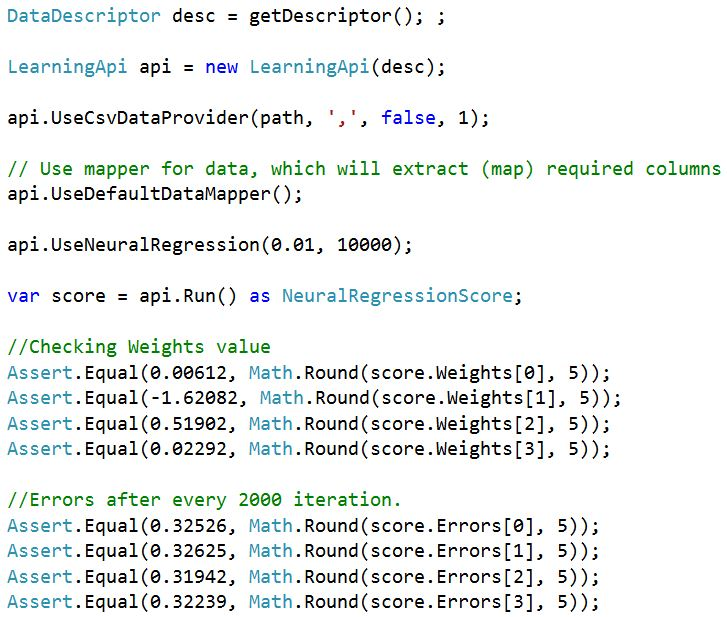 DataDescriptor desc = getDescriptor(); ;
LearningApi api = new LearningApi(desc);
api.UseCsvDataProvider(path, ',', false, 1);
// Use mapper for data, which will extract (map) required columns
api.UseDefaultDataMapper();
api.UseNeuralRegression(0.01, 10000);
var score = api.Run() as NeuralRegressionScore;
//Checking Weights value
Assert.Equal(0.00612, Math.Round(score.Weights[0], 5));
Assert.Equal(-1.62082, Math.Round(score.Weights[1], 5));
Assert.Equal(0.51902, Math.Round(score.Weights[2], 5));
Assert.Equal(0.02292, Math.Round(score.Weights[3], 5));
//Errors after every 2000 iteration.
Assert.Equal(0.32526, Math.Round(score.Errors[0], 5));
Assert.Equal(0.32625, Math.Round(score.Errors[1], 5));
Assert.Equal(0.31942, Math.Round(score.Errors[2], 5));
Assert.Equal(0.32239, Math.Round(score.Errors[3], 5));